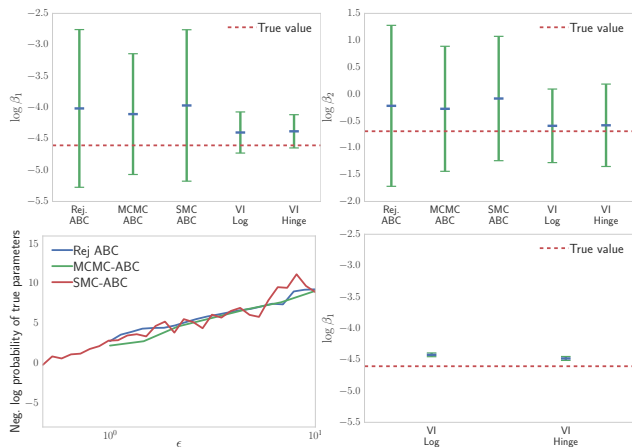 −2.5
−3.0
−3.5
−4.0
−4.5
−5.0
−5.5
log β₁
True value
Rej.
ABC
MCMC
ABC
SMC
ABC
VI
Log
VI
Hinge
1.5
1.0
0.5
0.0
−0.5
−1.0
−1.5
−2.0
log β₂
True value
Rej.
ABC
MCMC
ABC
SMC
ABC
VI
Log
VI
Hinge
15
10
5
0
−5
Neg. log probability of true parameters
Rej ABC
MCMC-ABC
SMC-ABC
10⁰
10¹
ϵ
−2.5
−3.0
−3.5
−4.0
−4.5
−5.0
−5.5
log β₁
True value
VI
Log
VI
Hinge